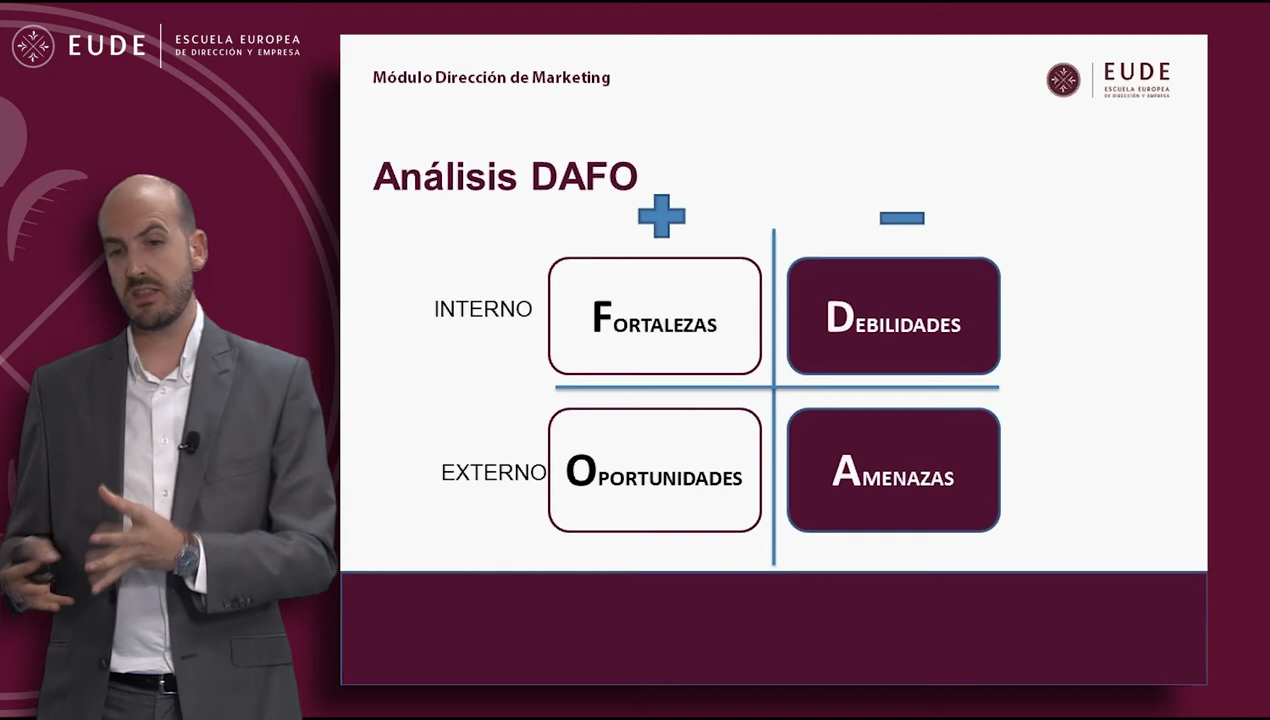 EUDE
ESCUELA EUROPEA
DE DIRECCIÓN Y EMPRESA
Módulo Dirección de Marketing
EUDE
ESCUELA EUROPEA
DE DIRECCIÓN Y EMPRESA
Análisis DAFO
INTERNO
FORTALEZAS
DEBILIDADES
EXTERNO
OPORTUNIDADES
AMENAZAS